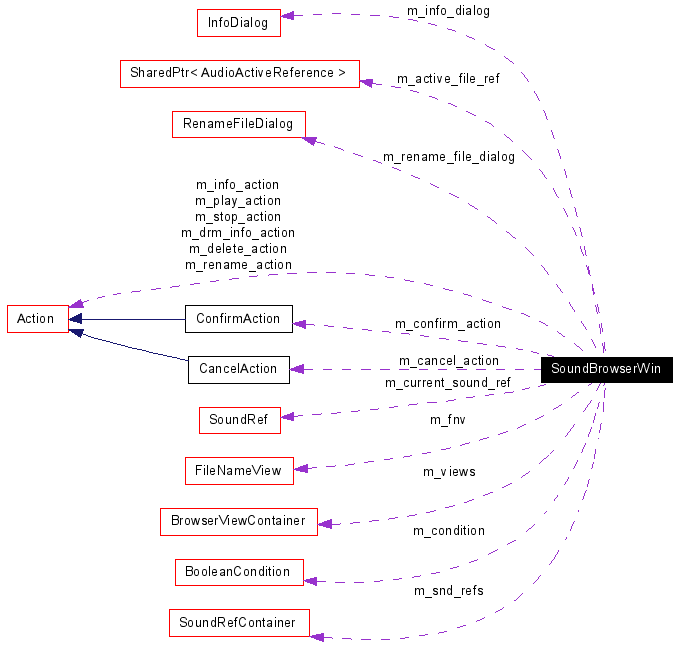 m_info_dialog
InfoDialog
SharedPtr< AudioActiveReference >
m_active_file_ref
RenameFileDialog
m_rename_file_dialog
m_info_action
m_play_action
m_stop_action
m_drm_info_action
m_delete_action
m_rename_action
Action
ConfirmAction
m_confirm_action
CancelAction
m_cancel_action
SoundBrowserWin
m_current_sound_ref
SoundRef
m_fnv
FileNameView
m_views
BrowserViewContainer
m_condition
BooleanCondition
m_snd_refs
SoundRefContainer